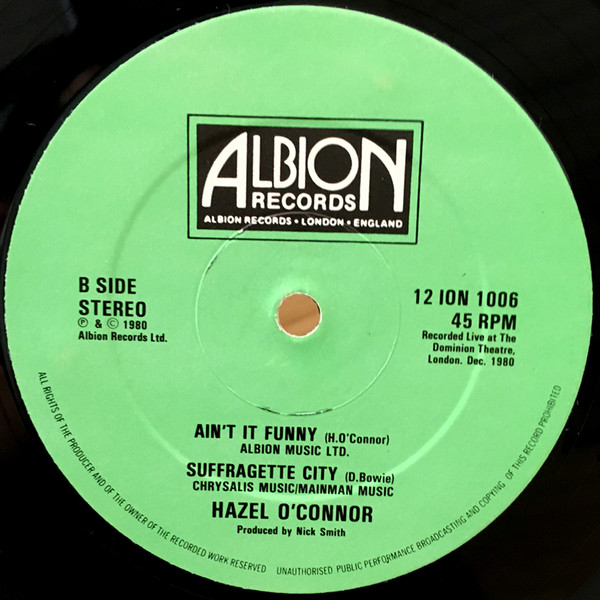 ALBION
RECORDS
ALBION RECORDS • LONDON • ENGLAND
B SIDE
STEREO
℗ & © 1980
Albion Records Ltd.
12 ION 1006
45 RPM
Recorded Live at The
Dominion Theatre,
London. Dec. 1980
AIN'T IT FUNNY (H.O'Connor)
ALBION MUSIC LTD.
SUFFRAGETTE CITY (D.Bowie)
CHRYSALIS MUSIC/MAINMAN MUSIC
HAZEL O'CONNOR
Produced by Nick Smith
ALL RIGHTS OF THE PRODUCER AND OF THE OWNER OF THE RECORDED WORK RESERVED UNAUTHORISED PUBLIC PERFORMANCE BROADCASTING AND COPYING OF THIS RECORD PROHIBITED